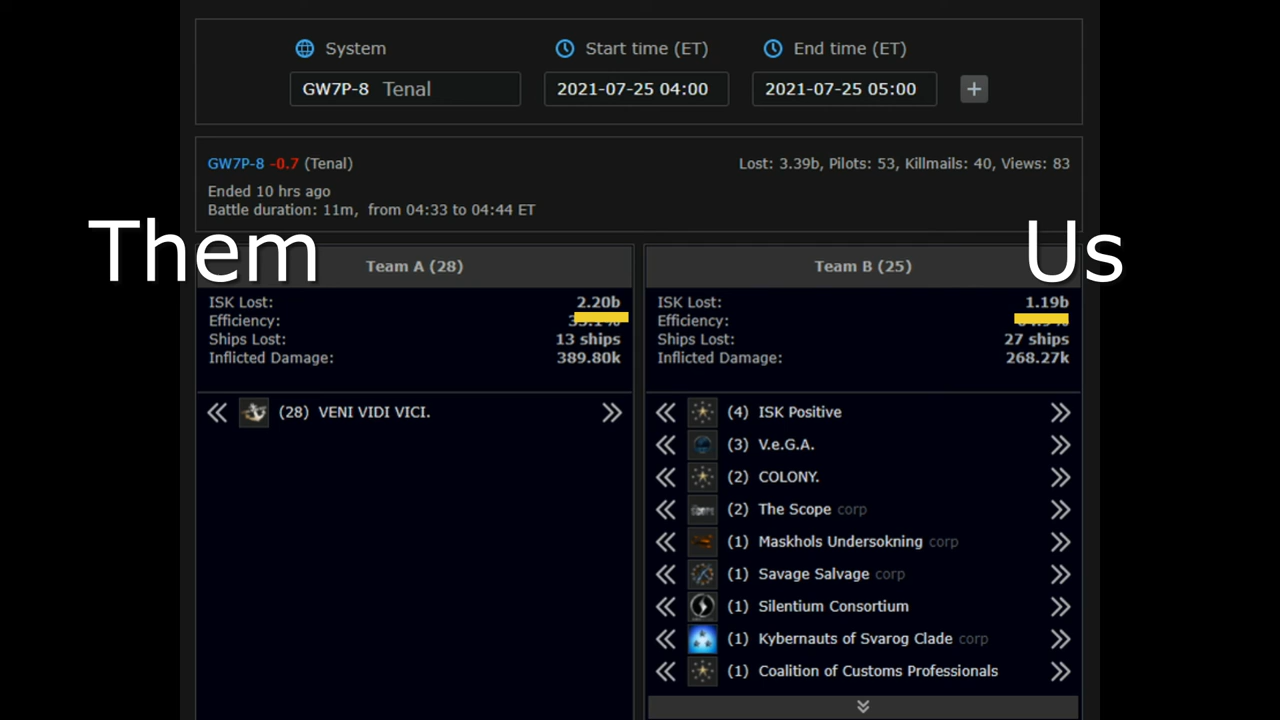 System Start time (ET) End time (ET)
GW7P-8 Tenal 2021-07-25 04:00 2021-07-25 05:00 +
GW7P-8 -0.7 (Tenal) Lost: 3.39b, Pilots: 53, Killmails: 40, Views: 83
Ended 10 hrs ago
Battle duration: 11m, from 04:33 to 04:44 ET
Them Us
Team A (28) Team B (25)
ISK Lost: 2.20b
Efficiency:
Ships Lost: 13 ships
Inflicted Damage: 389.80k
ISK Lost: 1.19b
Efficiency:
Ships Lost: 27 ships
Inflicted Damage: 268.27k
(28) VENI VIDI VICI.
(4) ISK Positive
(3) V.e.G.A.
(2) COLONY.
(2) The Scope corp
(1) Maskhols Undersokning corp
(1) Savage Salvage corp
(1) Silentium Consortium
(1) Kybernauts of Svarog Clade corp
(1) Coalition of Customs Professionals